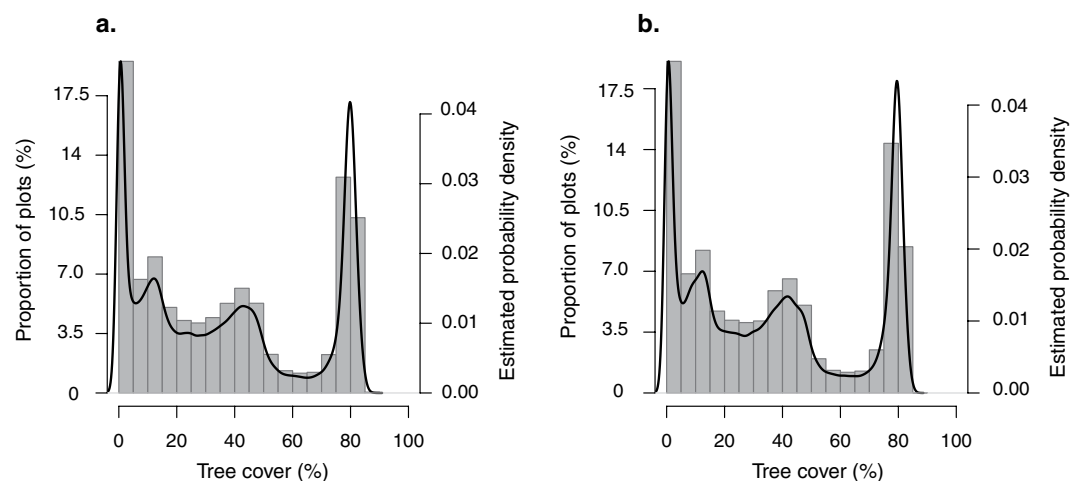 a.
Proportion of plots (%)
17.5
14
10.5
7.0
3.5
0
0.04
0.03
0.02
0.01
0.00
Estimated probability density
0 20 40 60 80 100
Tree cover (%)
b.
Proportion of plots (%)
17.5
14
10.5
7.0
3.5
0
0.04
0.03
0.02
0.01
0.00
Estimated probability density
0 20 40 60 80 100
Tree cover (%)